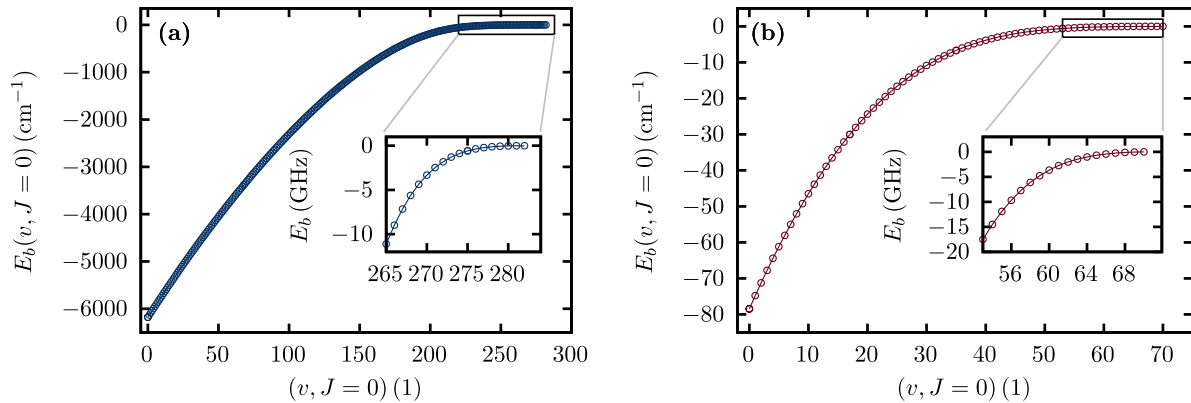 (a)
E_b(v, J = 0) (cm⁻¹)
0
−1000
−2000
−3000
−4000
−5000
−6000
0 50 100 150 200 250 300
(v, J = 0) (1)
E_b (GHz)
0
−5
−10
265 270 275 280
(b)
E_b(v, J = 0) (cm⁻¹)
0
−10
−20
−30
−40
−50
−60
−70
−80
0 10 20 30 40 50 60 70
(v, J = 0) (1)
E_b (GHz)
0
−5
−10
−15
−20
56 60 64 68